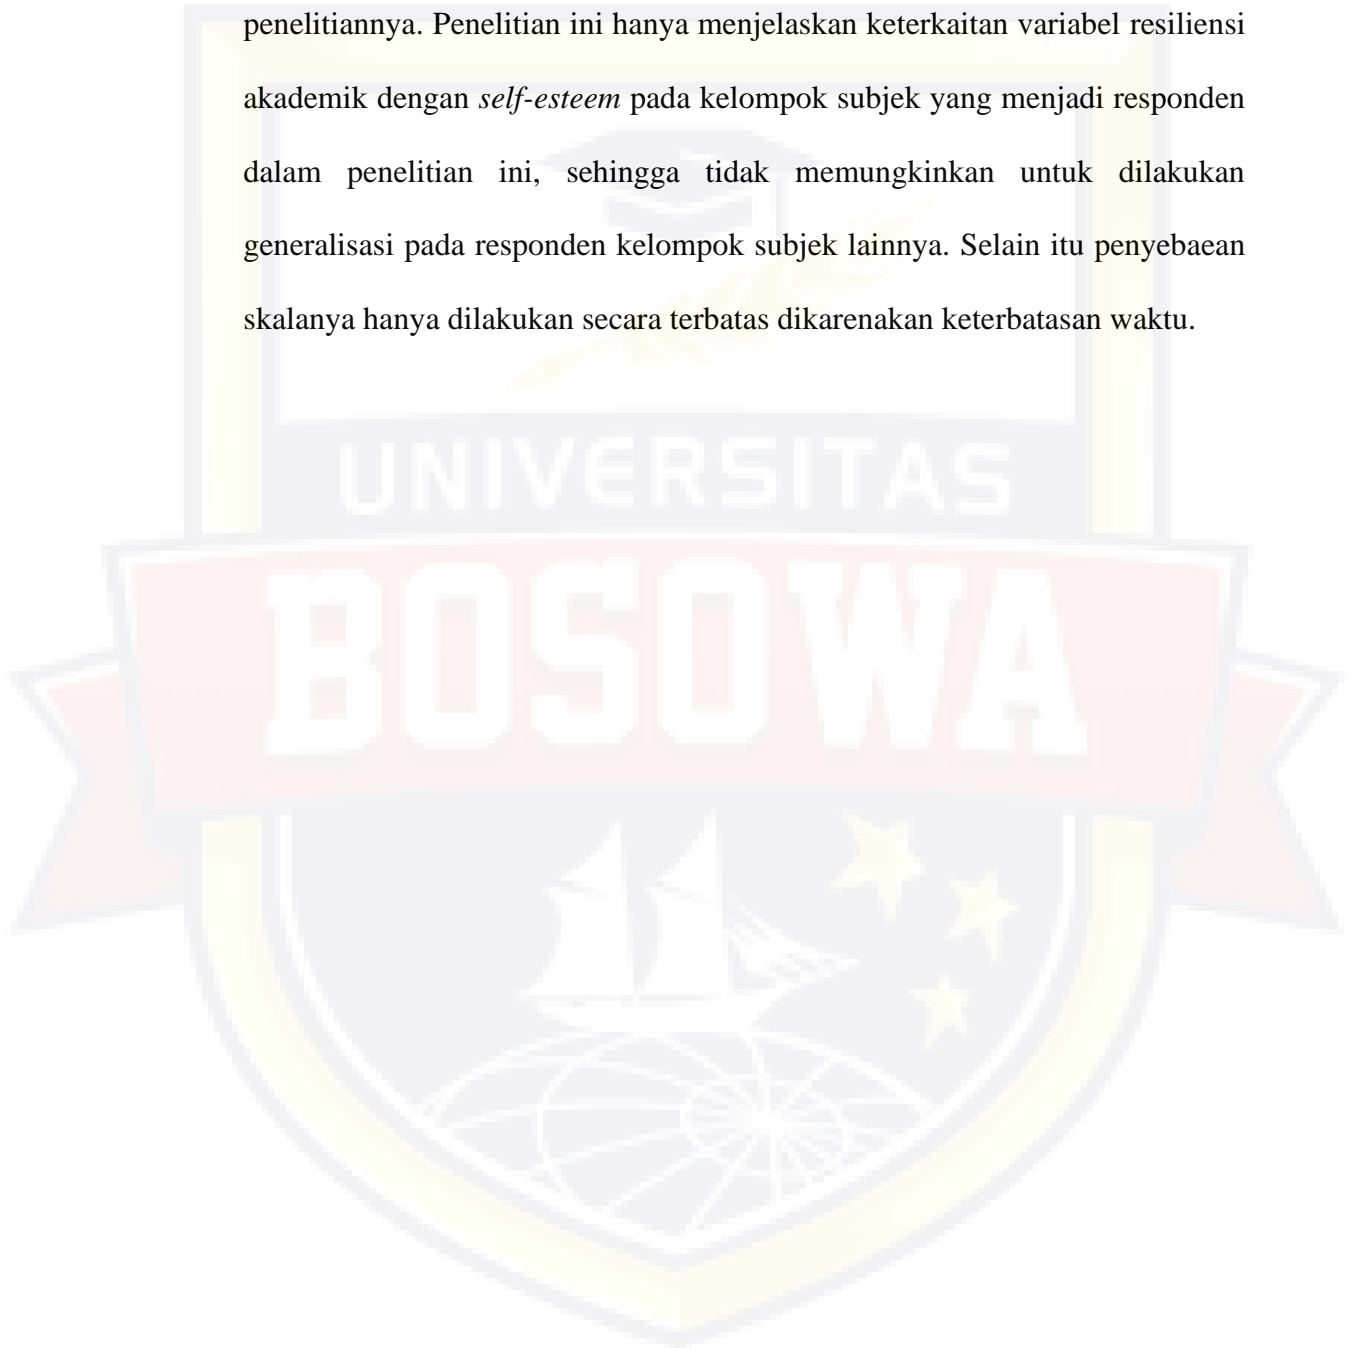 penelitiannya. Penelitian ini hanya menjelaskan keterkaitan variabel resiliensi
akademik dengan self-esteem pada kelompok subjek yang menjadi responden
dalam penelitian ini, sehingga tidak memungkinkan untuk dilakukan
generalisasi pada responden kelompok subjek lainnya. Selain itu penyebaean
skalanya hanya dilakukan secara terbatas dikarenakan keterbatasan waktu.
UNIVERSITAS
BOSOWA